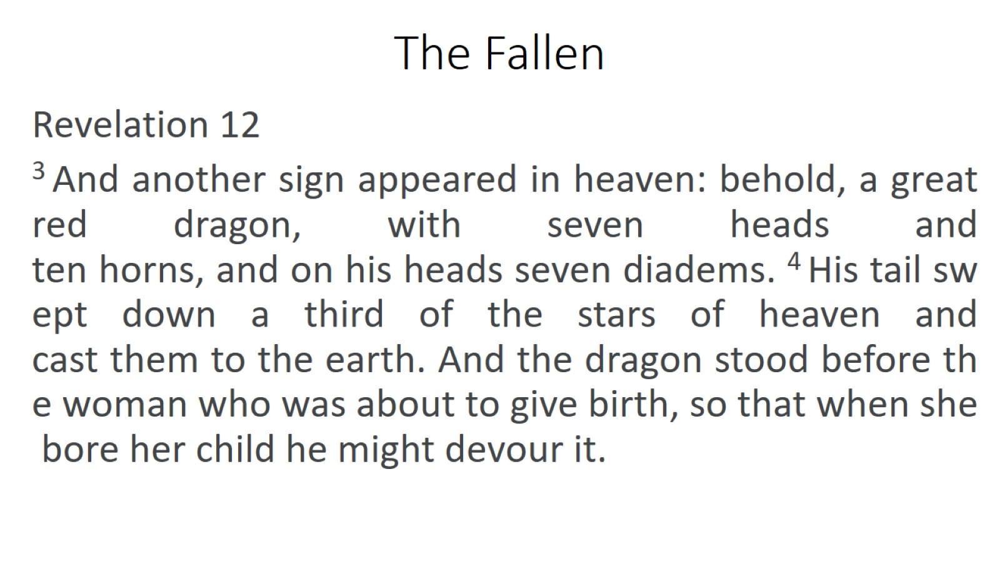 The Fallen
Revelation 12
3 And another sign appeared in heaven: behold, a great
red dragon, with seven heads and
ten horns, and on his heads seven diadems. 4 His tail sw
ept down a third of the stars of heaven and
cast them to the earth. And the dragon stood before th
e woman who was about to give birth, so that when she
bore her child he might devour it.